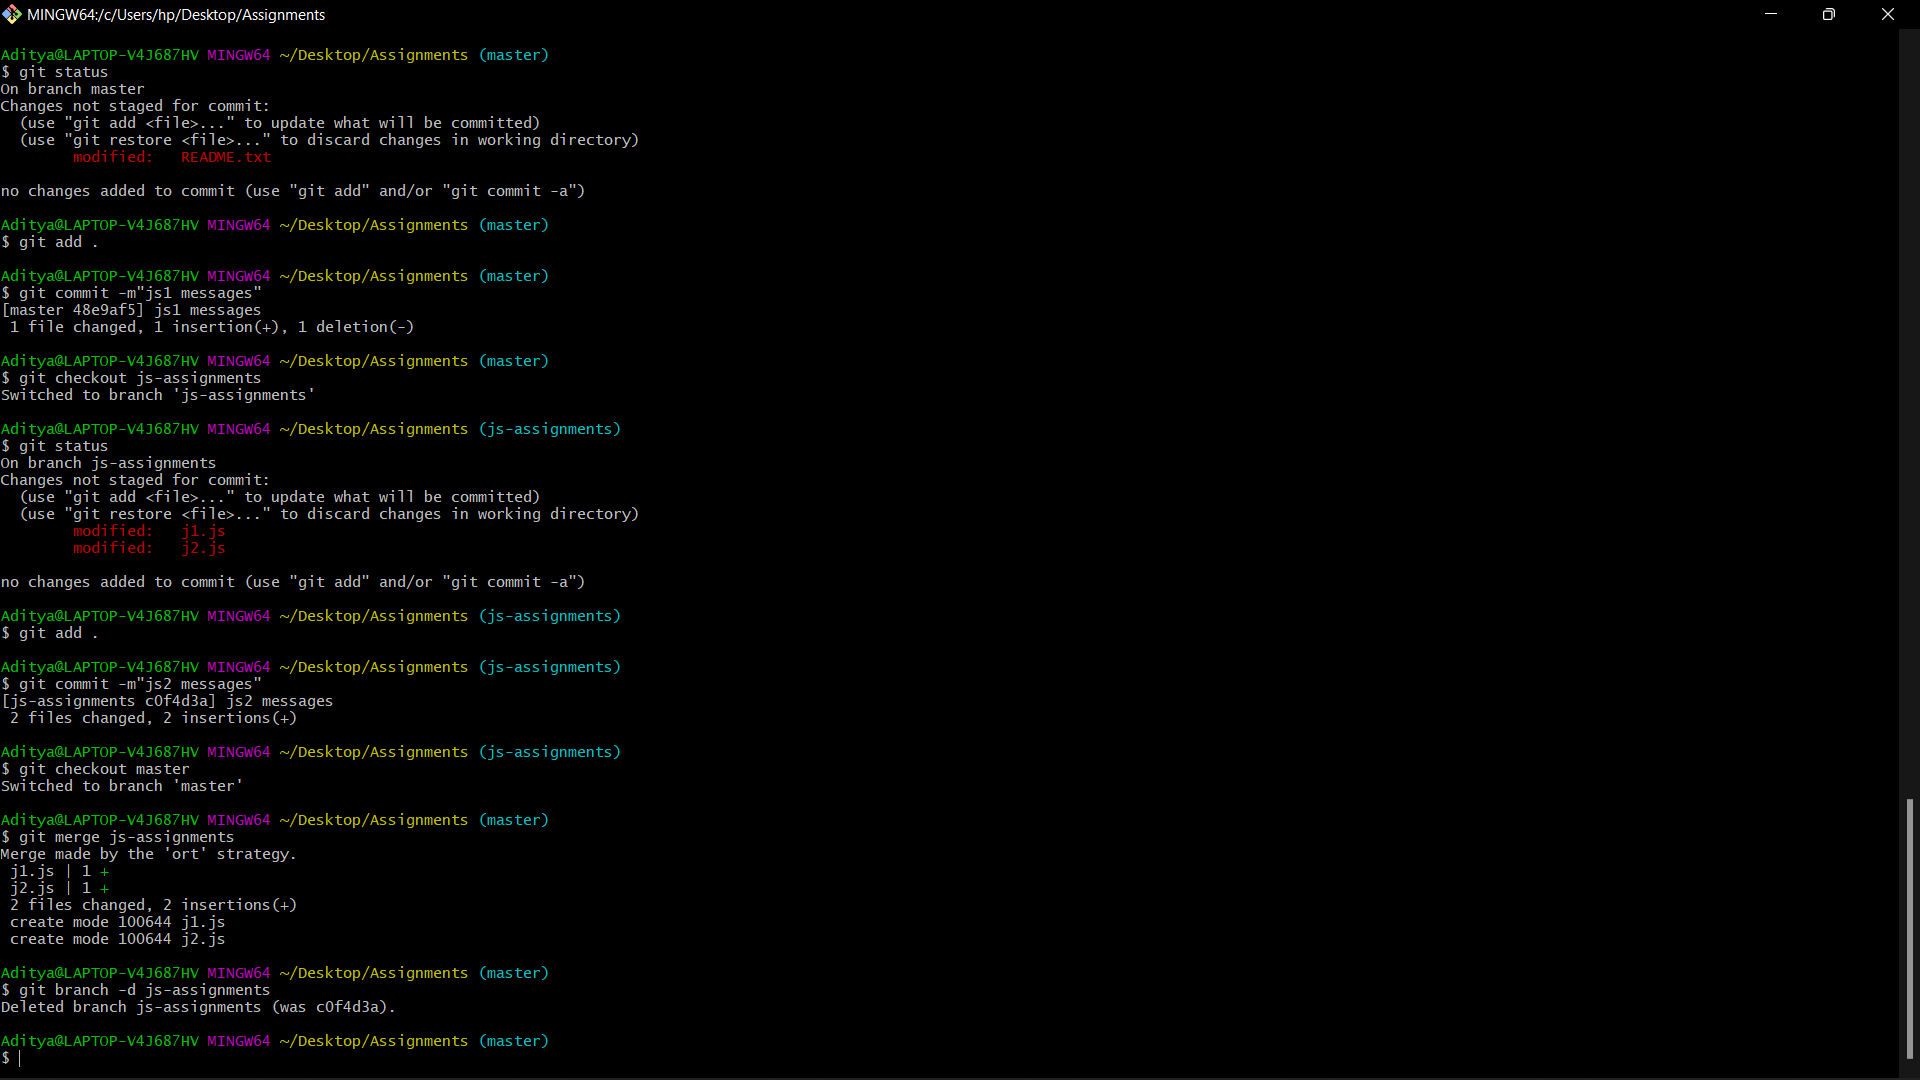 MINGW64:/c/Users/hp/Desktop/Assignments
Aditya@LAPTOP-V4J687HV MINGW64 ~/Desktop/Assignments (master)
$ git status
On branch master
Changes not staged for commit:
  (use "git add <file>..." to update what will be committed)
  (use "git restore <file>..." to discard changes in working directory)
        modified:   README.txt
no changes added to commit (use "git add" and/or "git commit -a")
Aditya@LAPTOP-V4J687HV MINGW64 ~/Desktop/Assignments (master)
$ git add .
Aditya@LAPTOP-V4J687HV MINGW64 ~/Desktop/Assignments (master)
$ git commit -m"js1 messages"
[master 48e9af5] js1 messages
 1 file changed, 1 insertion(+), 1 deletion(-)
Aditya@LAPTOP-V4J687HV MINGW64 ~/Desktop/Assignments (master)
$ git checkout js-assignments
Switched to branch 'js-assignments'
Aditya@LAPTOP-V4J687HV MINGW64 ~/Desktop/Assignments (js-assignments)
$ git status
On branch js-assignments
Changes not staged for commit:
  (use "git add <file>..." to update what will be committed)
  (use "git restore <file>..." to discard changes in working directory)
        modified:   j1.js
        modified:   j2.js
no changes added to commit (use "git add" and/or "git commit -a")
Aditya@LAPTOP-V4J687HV MINGW64 ~/Desktop/Assignments (js-assignments)
$ git add .
Aditya@LAPTOP-V4J687HV MINGW64 ~/Desktop/Assignments (js-assignments)
$ git commit -m"js2 messages"
[js-assignments c0f4d3a] js2 messages
 2 files changed, 2 insertions(+)
Aditya@LAPTOP-V4J687HV MINGW64 ~/Desktop/Assignments (js-assignments)
$ git checkout master
Switched to branch 'master'
Aditya@LAPTOP-V4J687HV MINGW64 ~/Desktop/Assignments (master)
$ git merge js-assignments
Merge made by the 'ort' strategy.
 j1.js | 1 +
 j2.js | 1 +
 2 files changed, 2 insertions(+)
 create mode 100644 j1.js
 create mode 100644 j2.js
Aditya@LAPTOP-V4J687HV MINGW64 ~/Desktop/Assignments (master)
$ git branch -d js-assignments
Deleted branch js-assignments (was c0f4d3a).
Aditya@LAPTOP-V4J687HV MINGW64 ~/Desktop/Assignments (master)
$